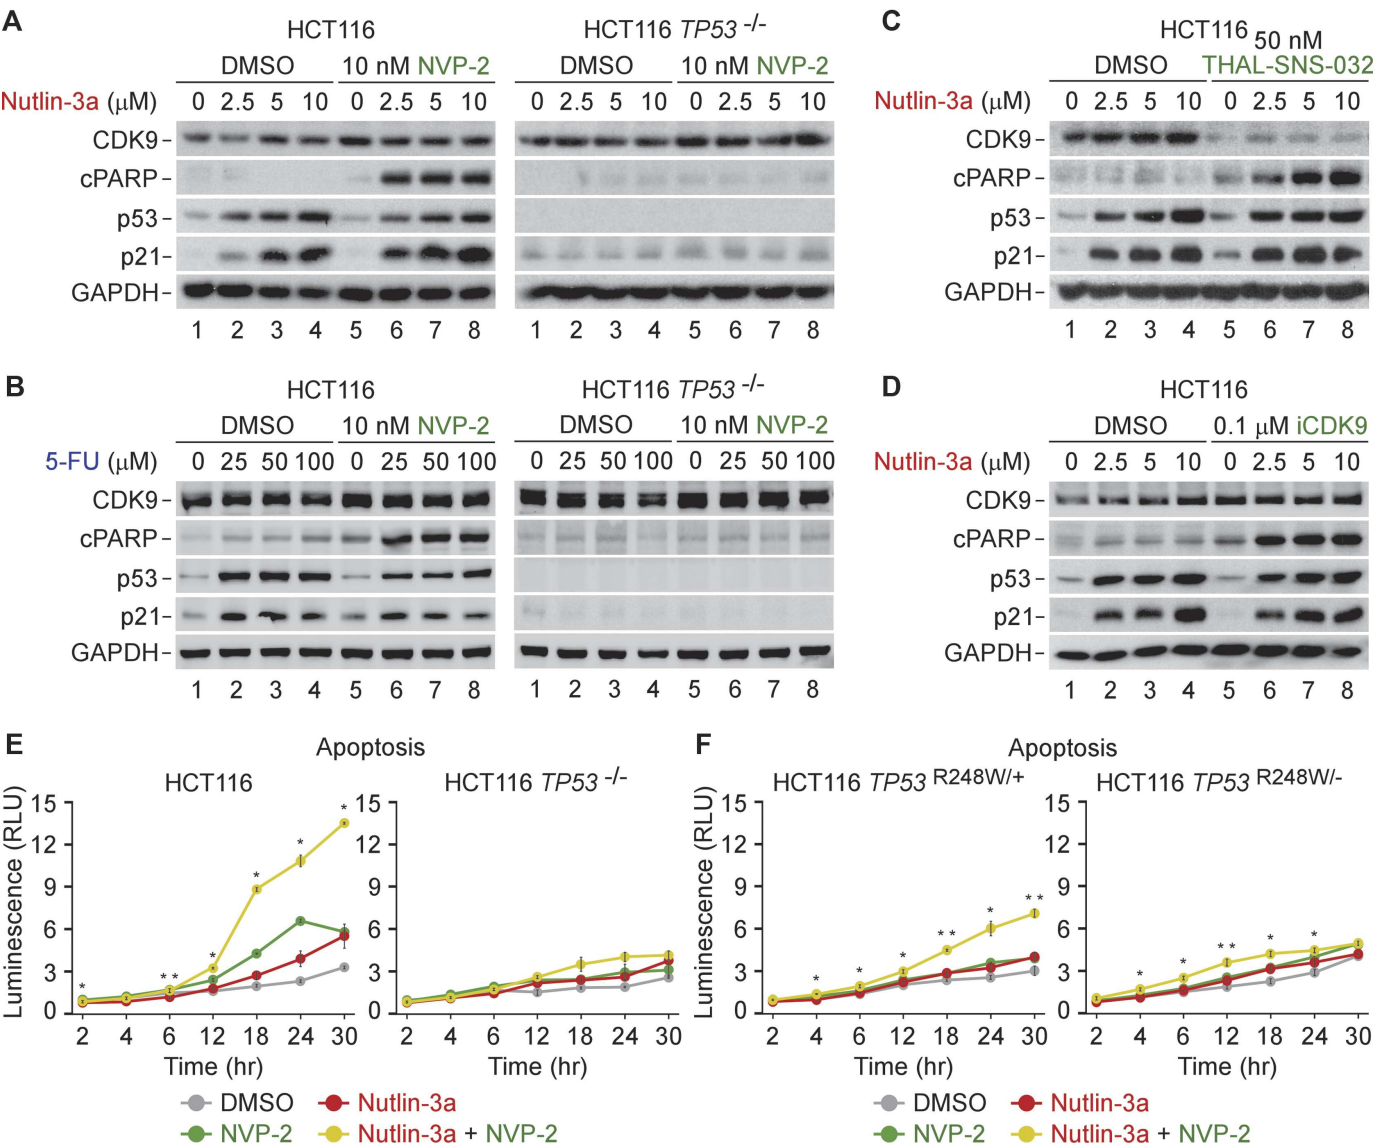 A
HCT116
HCT116 TP53 -/-
DMSO
10 nM NVP-2
DMSO
10 nM NVP-2
Nutlin-3a (μM) 0 2.5 5 10 0 2.5 5 10 0 2.5 5 10 0 2.5 5 10
CDK9
cPARP
p53
p21
GAPDH
1 2 3 4 5 6 7 8 1 2 3 4 5 6 7 8
C
HCT116
DMSO
50 nM
THAL-SNS-032
Nutlin-3a (μM) 0 2.5 5 10 0 2.5 5 10
CDK9
cPARP
p53
p21
GAPDH
1 2 3 4 5 6 7 8
B
HCT116
HCT116 TP53 -/-
DMSO
10 nM NVP-2
DMSO
10 nM NVP-2
5-FU (μM) 0 25 50 100 0 25 50 100 0 25 50 100 0 25 50 100
CDK9
cPARP
p53
p21
GAPDH
1 2 3 4 5 6 7 8 1 2 3 4 5 6 7 8
D
HCT116
DMSO
0.1 μM iCDK9
Nutlin-3a (μM) 0 2.5 5 10 0 2.5 5 10
CDK9
cPARP
p53
p21
GAPDH
1 2 3 4 5 6 7 8
E
Apoptosis
HCT116
HCT116 TP53 -/-
Luminescence (RLU)
15
12
9
6
3
0
* ** * * * *
2 4 6 12 18 24 30
Time (hr)
15
12
9
6
3
0
2 4 6 12 18 24 30
Time (hr)
DMSO
Nutlin-3a
NVP-2
Nutlin-3a + NVP-2
F
Apoptosis
HCT116 TP53 R248W/+
HCT116 TP53 R248W/-
Luminescence (RLU)
15
12
9
6
3
0
* * * ** * **
2 4 6 12 18 24 30
Time (hr)
15
12
9
6
3
0
* * ** * *
2 4 6 12 18 24 30
Time (hr)
DMSO
Nutlin-3a
NVP-2
Nutlin-3a + NVP-2